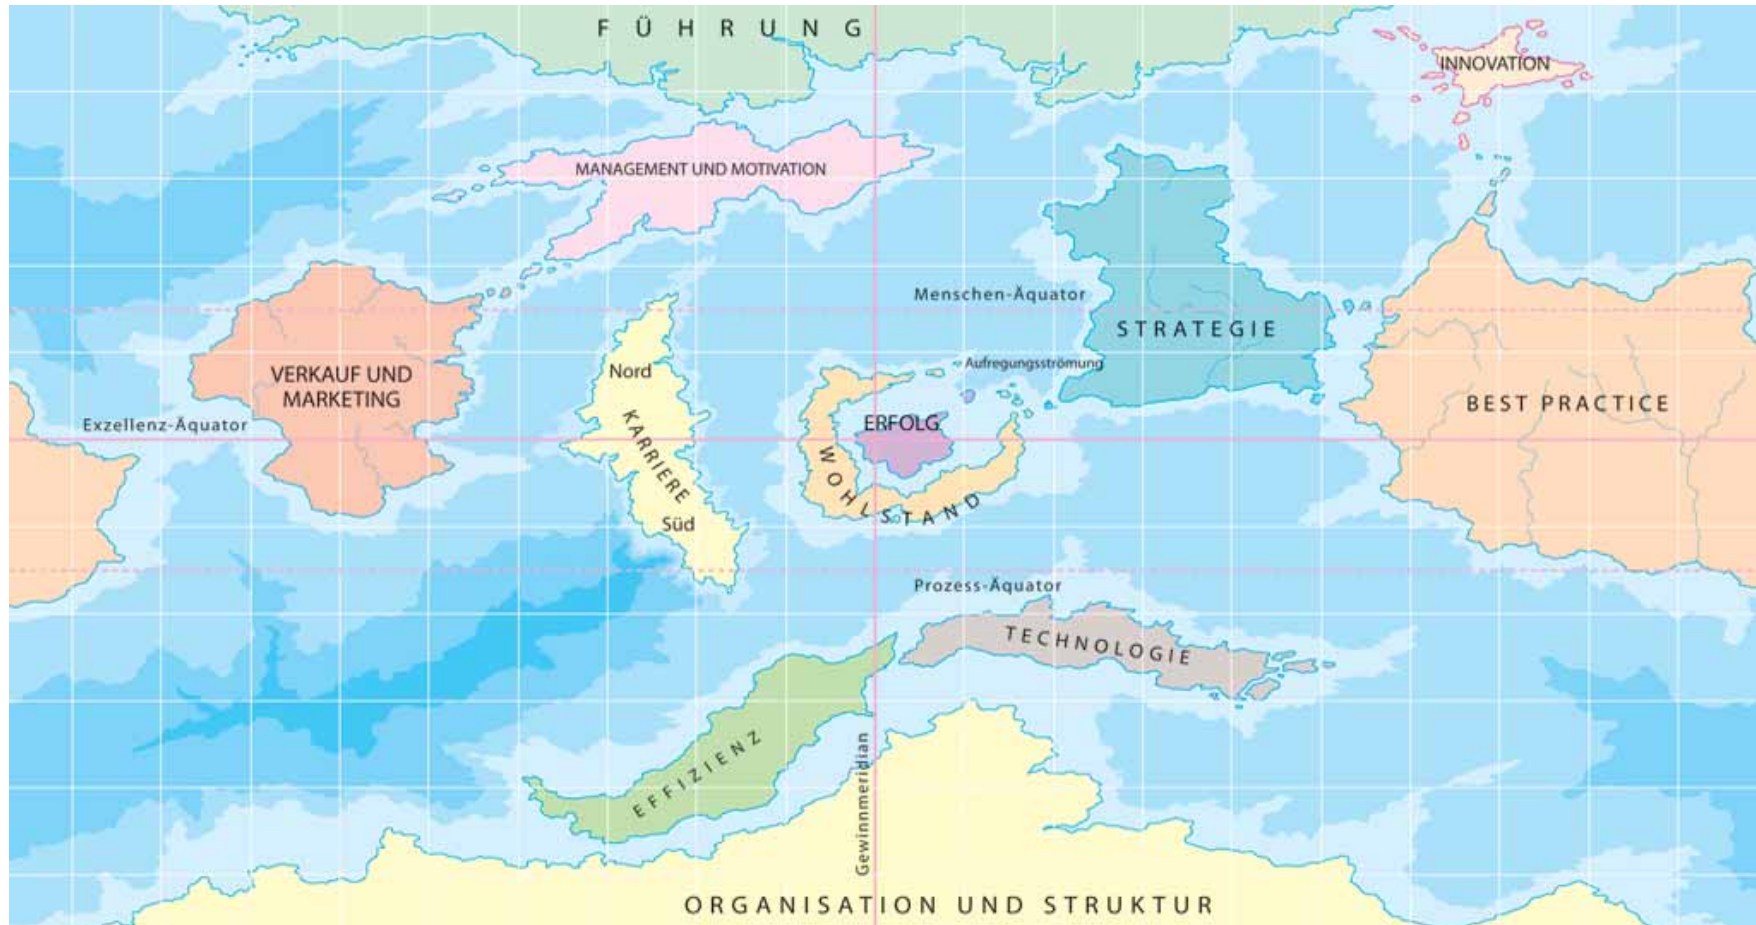 FÜHRUNG
INNOVATION
MANAGEMENT UND MOTIVATION
Menschen-Äquator
STRATEGIE
Aufregungsströmung
Nord
VERKAUF UND
MARKETING
BEST PRACTICE
Exzellenz-Äquator
ERFOLG
KARRIERE
WOHLSTAND
Süd
Prozess-Äquator
TECHNOLOGIE
EFFIZIENZ
Gewinnmeridian
ORGANISATION UND STRUKTUR